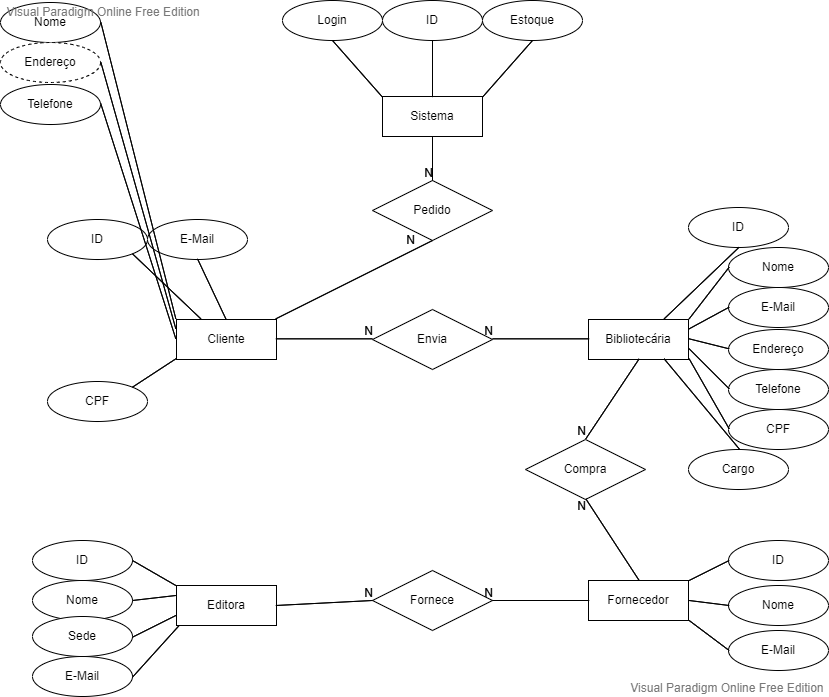 Visual Paradigm Online Free Edition
Nome
Endereço
Telefone
Login
ID
Estoque
Sistema
N
Pedido
N
ID
E-Mail
Cliente
CPF
N
Envia
N
Bibliotecária
ID
Nome
E-Mail
Endereço
Telefone
CPF
Cargo
N
Compra
N
ID
Nome
Sede
E-Mail
Editora
N
Fornece
N
Fornecedor
ID
Nome
E-Mail
Visual Paradigm Online Free Edition